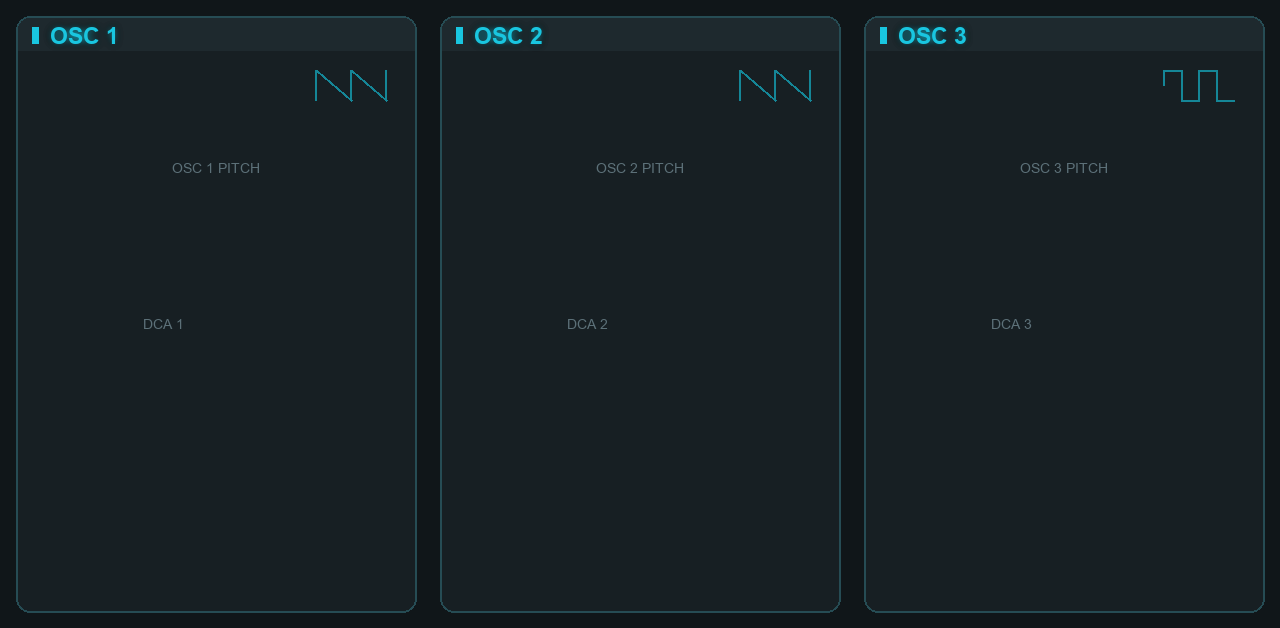 OSC 1
OSC 1 PITCH
DCA 1
OSC 2
OSC 2 PITCH
DCA 2
OSC 3
OSC 3 PITCH
DCA 3